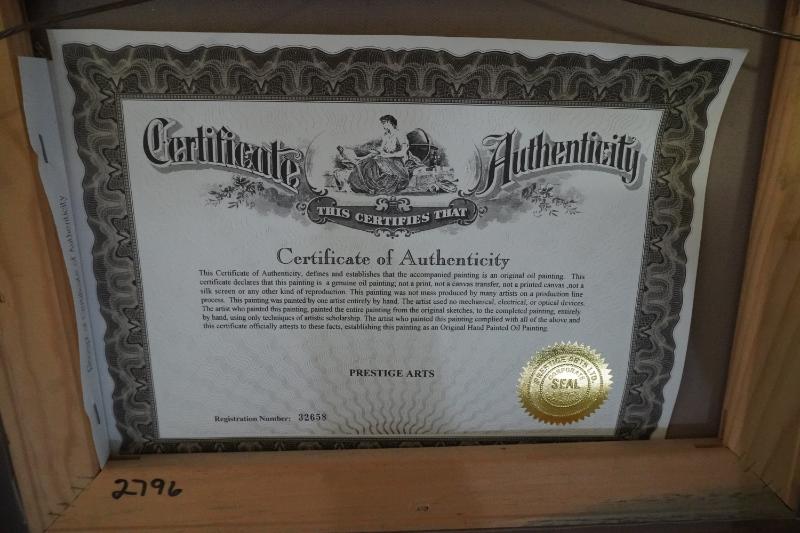 Certificate Authenticity
THIS CERTIFIES THAT
Certificate of Authenticity
This Certificate of Authenticity, defines and establishes that the accompanied painting is an original oil painting. This
certificate declares that this painting is a genuine oil painting; not a print, not a canvas transfer, not a printed canvas ,not a
silk screen or any other kind of reproduction. This painting was not mass produced by many artists on a production line
process. This painting was painted by one artist entirely by hand. The artist used no mechanical, electrical, or optical devices.
The artist who painted this painting, painted the entire painting from the original sketches, to the completed painting, entirely
by hand, using only techniques of artistic scholarship. The artist who painted this painting complied with all of the above and
this certificate officially attests to these facts, establishing this painting as an Original Hand Painted Oil Painting.
PRESTIGE ARTS
PRESTIGE ARTS LTD.
CORPORATE
SEAL
Registration Number: 32658
Certificate of Authenticity
2796